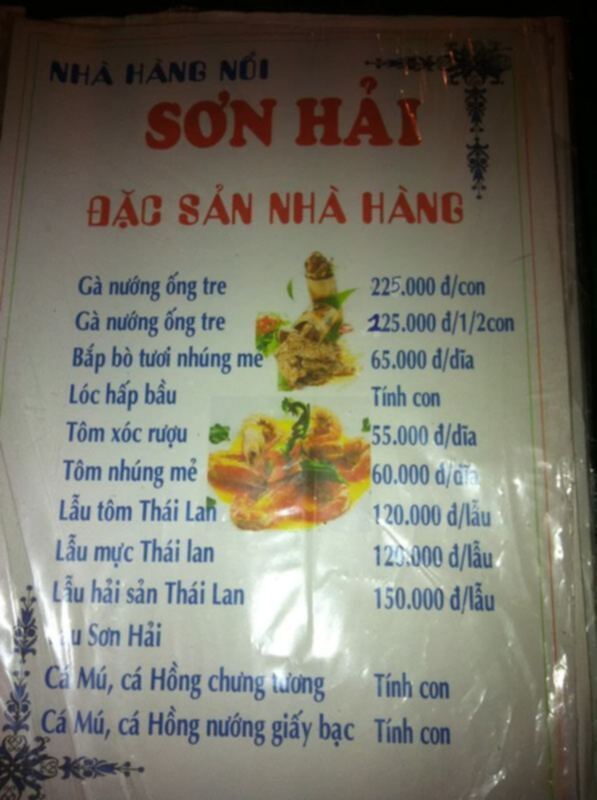 NHÀ HÀNG NỔI
SƠN HẢI
ĐẶC SẢN NHÀ HÀNG
Gà nướng ống tre 225.000 đ/con
Gà nướng ống tre 125.000 đ/1/2con
Bắp bò tươi nhúng mẻ 65.000 đ/dĩa
Lóc hấp bầu Tính con
Tôm xóc rượu 55.000 đ/dĩa
Tôm nhúng mẻ 60.000 đ/dĩa
Lẩu tôm Thái Lan 120.000 đ/lẩu
Lẩu mực Thái lan 120.000 đ/lẩu
Lẩu hải sản Thái Lan 150.000 đ/lẩu
Sơn Hải
Cá Mú, cá Hồng chưng tương Tính con
Cá Mú, cá Hồng nướng giấy bạc Tính con